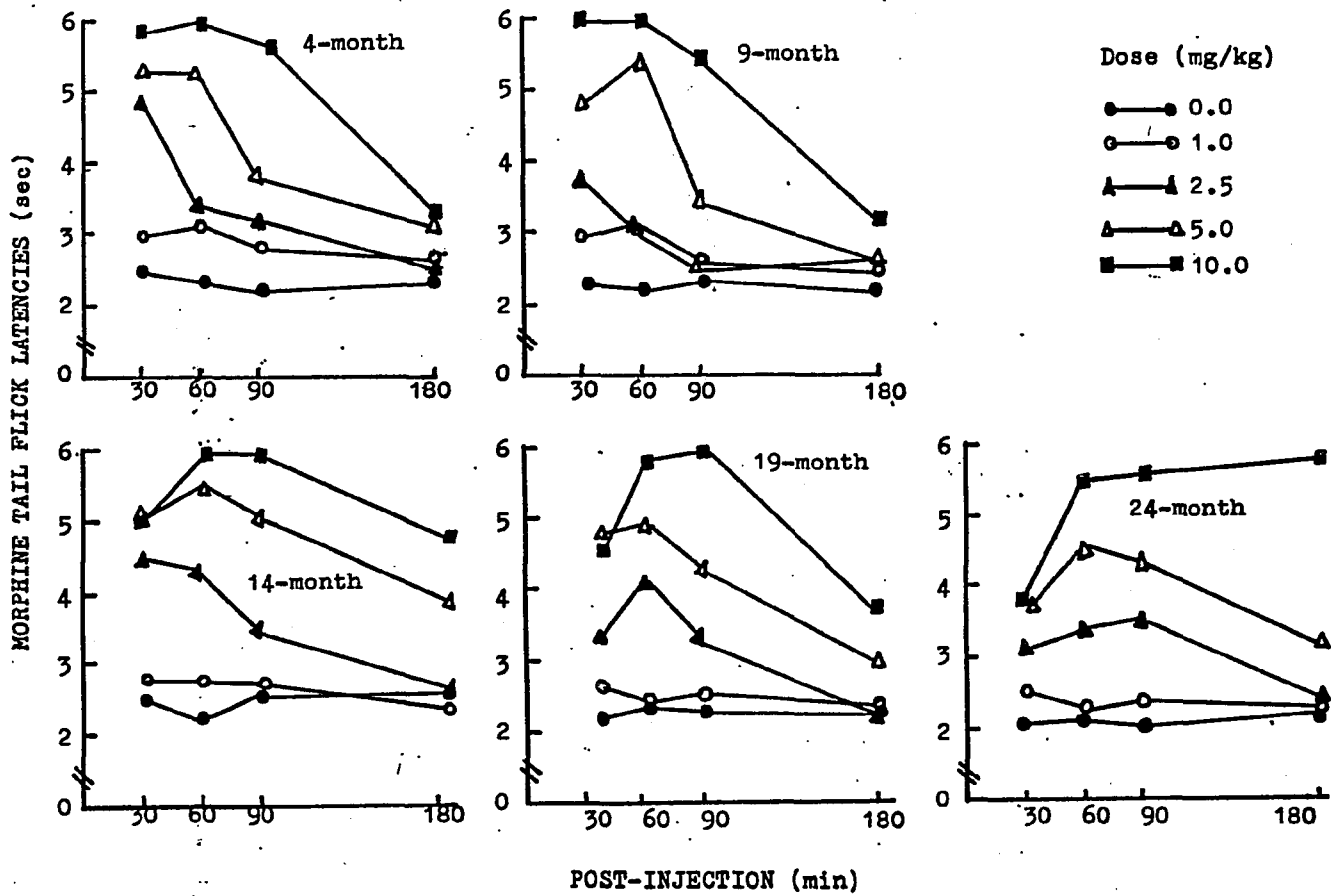 MORPHINE TAIL FLICK LATENCIES (sec)
6
5
4
3
2
0
4-month
30 60 90 180
6
5
4
3
2
0
9-month
30 60 90 180
Dose (mg/kg)
0.0
1.0
2.5
5.0
10.0
6
5
4
3
2
0
14-month
30 60 90 180
6
5
4
3
2
0
19-month
30 60 90 180
6
5
4
3
2
0
24-month
30 60 90 180
POST-INJECTION (min)